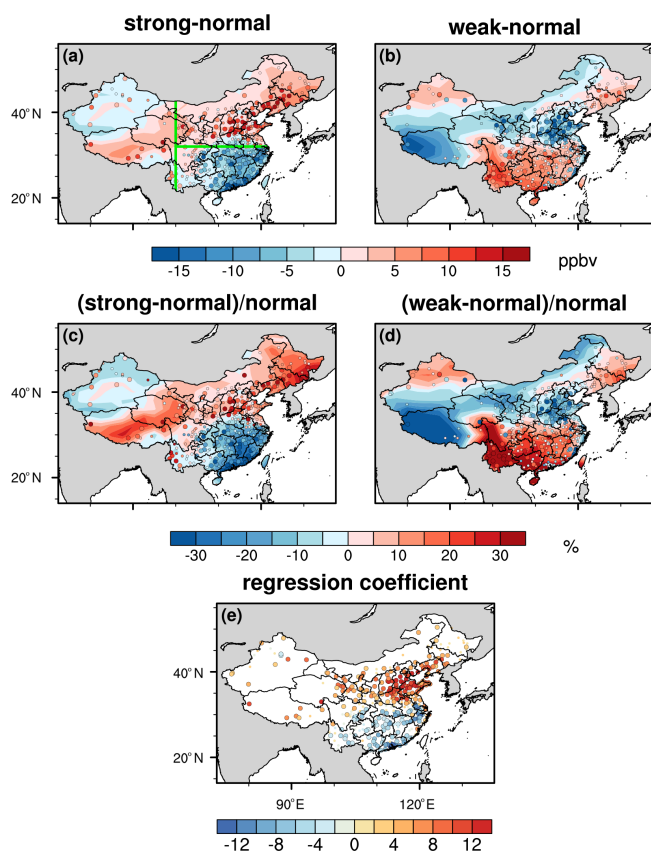 strong-normal weak-normal
(a) (b)
40°N
20°N
-15 -10 -5 0 5 10 15 ppbv
(strong-normal)/normal (weak-normal)/normal
(c) (d)
40°N
20°N
-30 -20 -10 0 10 20 30 %
regression coefficient
(e)
40°N
20°N
90°E 120°E
-12 -8 -4 0 4 8 12